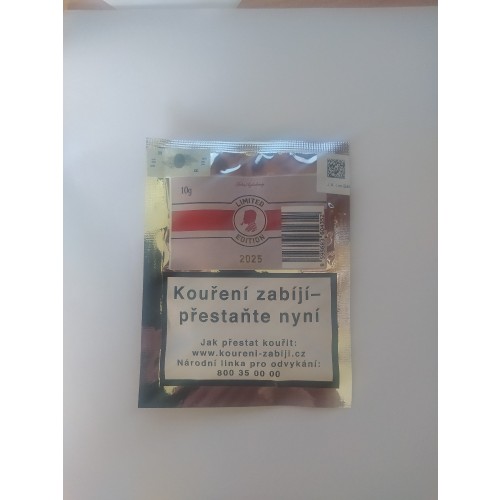 10g
LIMITED
EDITION
2025
Kouření zabíjí–
přestaňte nyní
Jak přestat kouřit:
www.koureni-zabiji.cz
Národní linka pro odvykání:
800 35 00 00